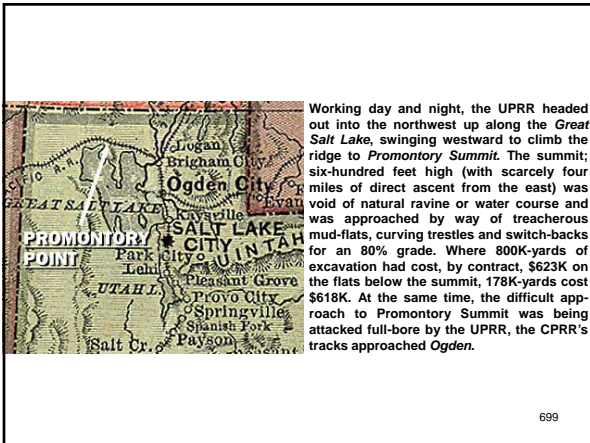 Logan
Brigham City
Ogden City
Evan
GREAT SALT LAKE
Kaysville
PROMONTORY
POINT
SALT LAKE
CITY
UINTAH
Park City
Lehi
UTAH L.
Pleasant Grove
Provo City
Springville
Spanish Fork
Salt Cr.
Payson
Working day and night, the UPRR headed
out into the northwest up along the Great
Salt Lake, swinging westward to climb the
ridge to Promontory Summit. The summit;
six-hundred feet high (with scarcely four
miles of direct ascent from the east) was
void of natural ravine or water course and
was approached by way of treacherous
mud-flats, curving trestles and switch-backs
for an 80% grade. Where 800K-yards of
excavation had cost, by contract, $623K on
the flats below the summit, 178K-yards cost
$618K. At the same time, the difficult app-
roach to Promontory Summit was being
attacked full-bore by the UPRR, the CPRR's
tracks approached Ogden.
699